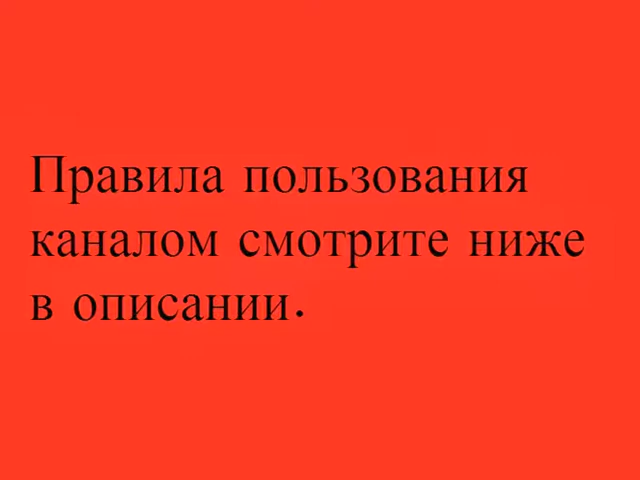 Правила пользования
каналом смотрите ниже
в описании.